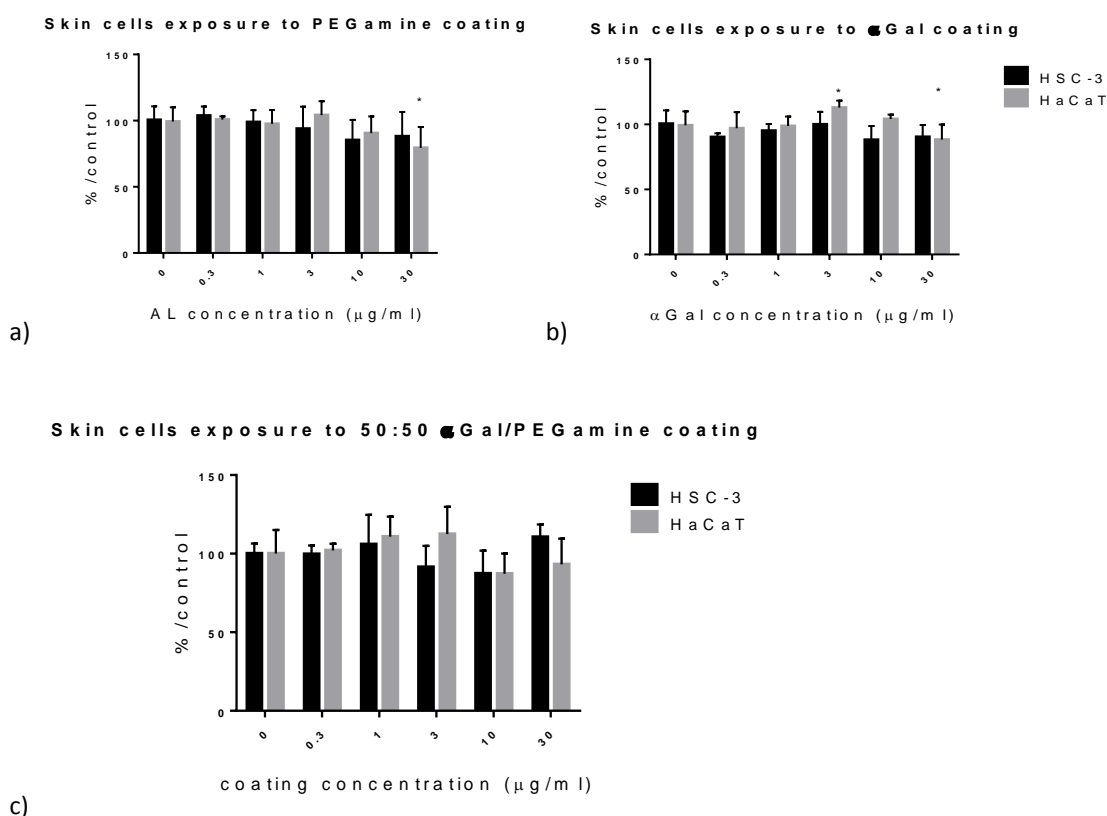 Skin cells exposure to PEGamine coating
150
100
50
0
% /control
*
0 0.3 1 3 10 30
AL concentration (μg/ml)
a)
Skin cells exposure to αGal coating
150
100
50
0
% /control
* *
0 0.3 1 3 10 30
αGal concentration (μg/ml)
HSC-3
HaCaT
b)
Skin cells exposure to 50:50 αGal/PEGamine coating
150
100
50
0
% /control
0 0.3 1 3 10 30
coating concentration (μg/ml)
HSC-3
HaCaT
c)